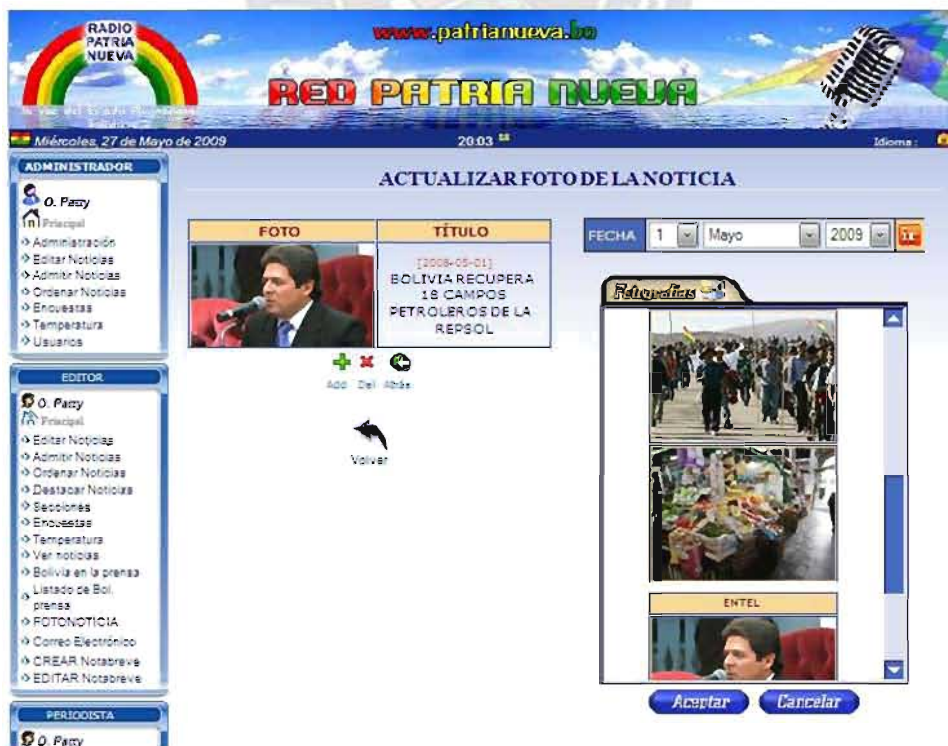 RADIO
PATRIA
NUEVA
www.patrianueva.bo
RED PATRIA NUEVA
Miércoles, 27 de Mayo de 2009
20:03
Idioma :
ADMINISTRADOR
O. Patty
Principal
Administración
Editar Noticias
Admitir Noticias
Ordenar Noticias
Encuestas
Temperatura
Usuarios
EDITOR
O. Patty
Principal
Editar Noticias
Admitir Noticias
Ordenar Noticias
Destacar Noticias
Secciones
Encuestas
Temperatura
Ver noticias
Bolivia en la prensa
Listado de Bol.
prensa
FOTONOTICIA
Correo Electrónico
CREAR Notabreve
EDITAR Notabreve
PERIODISTA
O. Patty
ACTUALIZAR FOTO DE LA NOTICIA
FOTO
TÍTULO
BOLIVIA RECUPERA
18 CAMPOS
PETROLEROS DE LA
REPSOL
Add Del Atrás
Volver
FECHA 1 Mayo 2009
Fotografías
ENTEL
Aceptar Cancelar